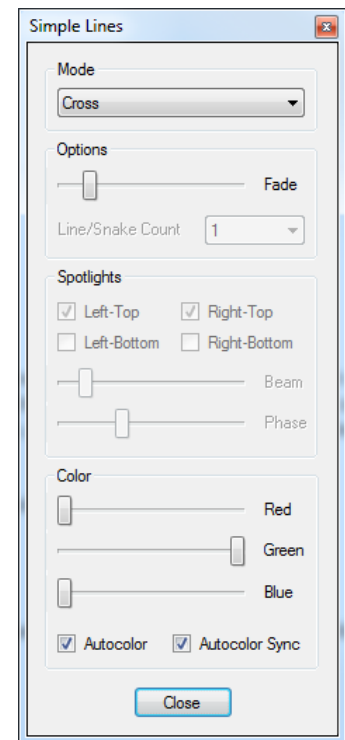 Simple Lines
Mode
Cross
Options
Fade
Line/Snake Count 1
Spotlights
Left-Top Right-Top
Left-Bottom Right-Bottom
Beam
Phase
Color
Red
Green
Blue
Autocolor Autocolor Sync
Close